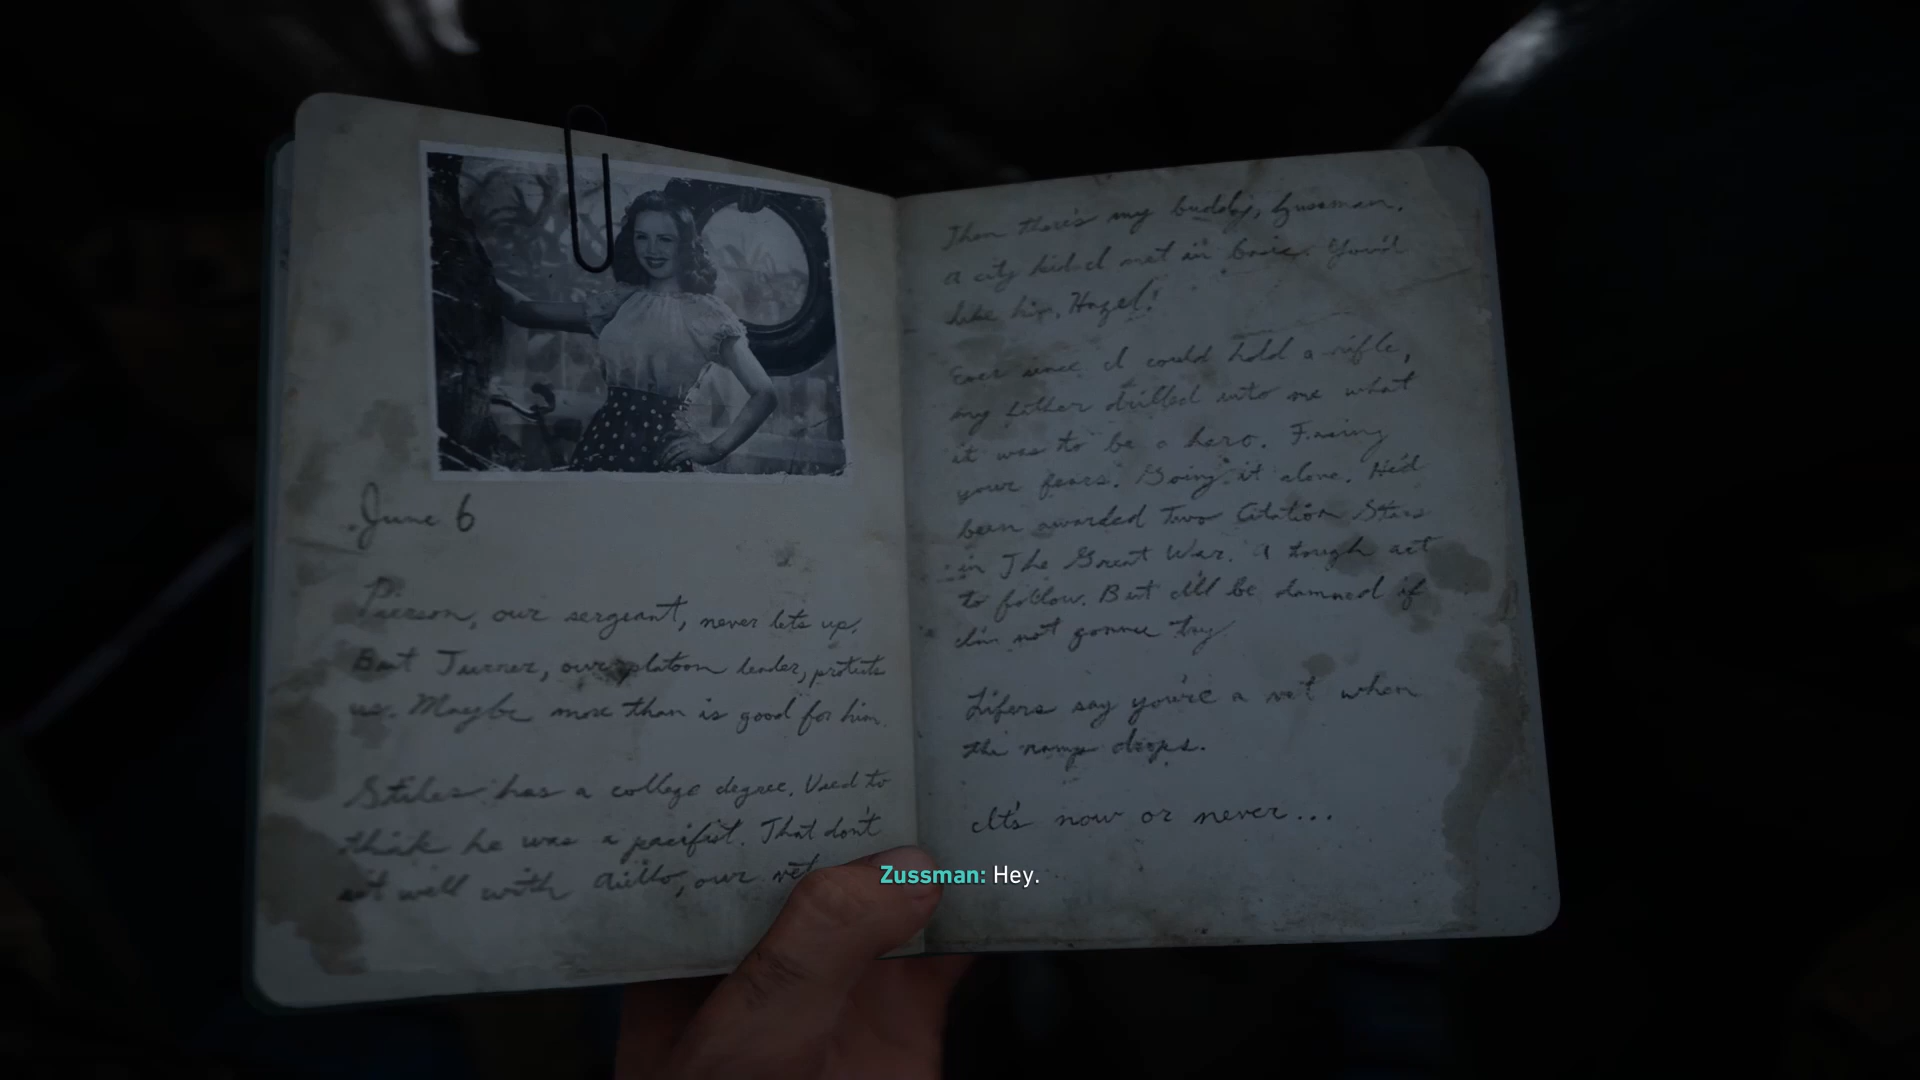 June 6
Pierson, our sergeant, never lets up.
But Turner, our platoon leader, protects
us. Maybe more than is good for him.
Stiles has a college degree. Used to
think he was a pacifist. That don't
sit well with Aiello, our vet
Then there's my buddy, Zussman.
A city kid I met in basic. You'd
like him, Hazel!
Ever since I could hold a rifle,
my father drilled into me what
it was to be a hero. Facing
your fears. Going it alone. He'd
been awarded Two Citation Stars
in The Great War. A tough act
to follow. But I'll be damned if
I'm not gonna try.
Lifers say you're a vet when
the ramp drops.
It's now or never...
Zussman: Hey.